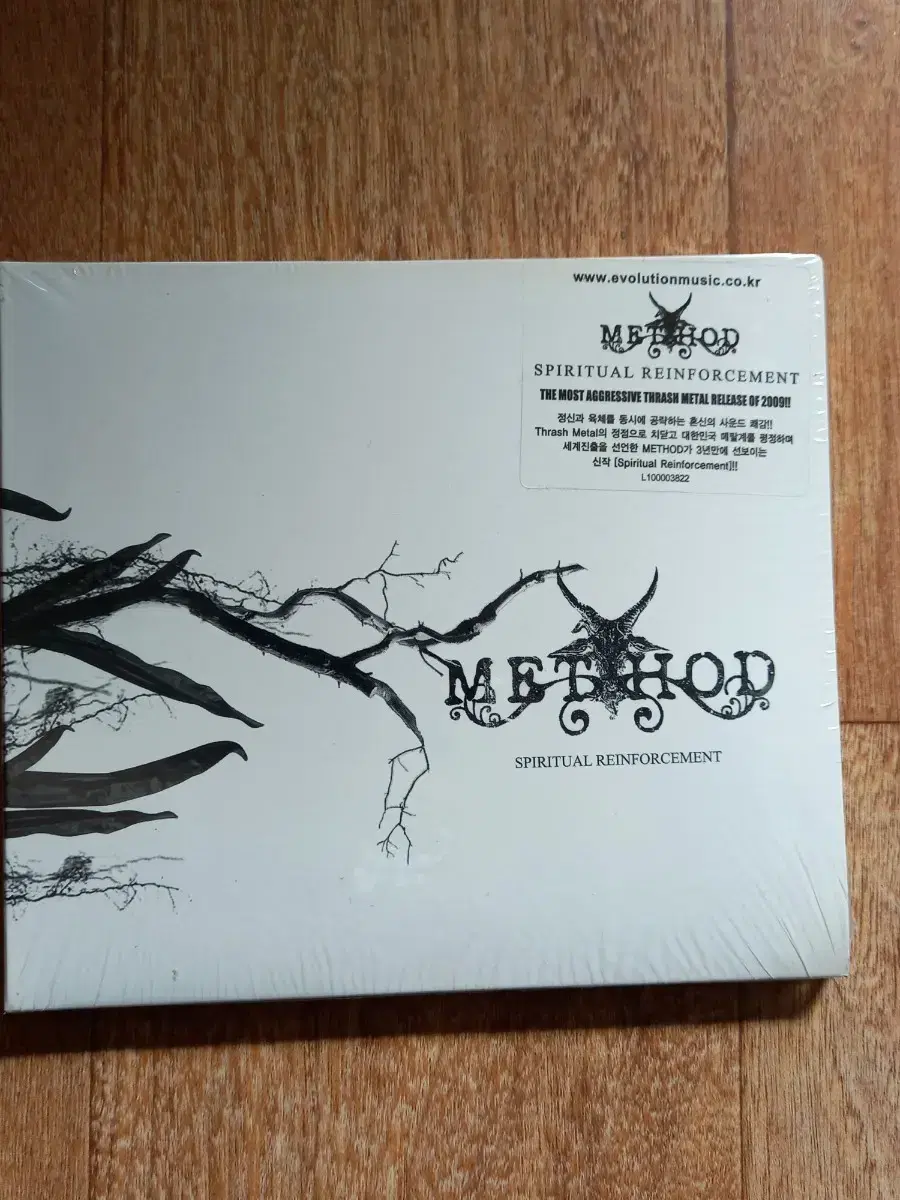 www.evolutionmusic.co.kr
METHOD
SPIRITUAL REINFORCEMENT
THE MOST AGGRESSIVE THRASH METAL RELEASE OF 2009!!
정신과 육체를 동시에 공략하는 혼신의 사운드 쾌감!!
Thrash Metal의 정점으로 치닫고 대한민국 메탈계를 평정하며
세계진출을 선언한 METHOD가 3년만에 선보이는
신작 [Spiritual Reinforcement]!!
L100003822
METHOD
SPIRITUAL REINFORCEMENT